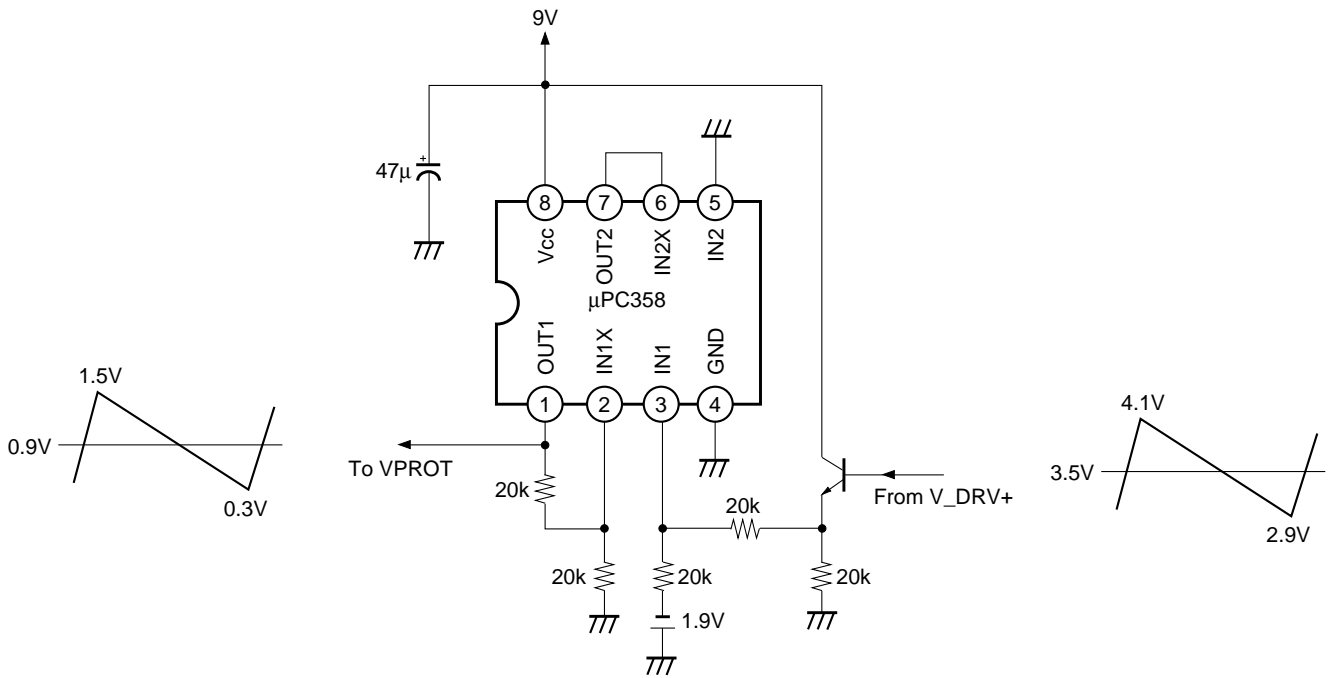 9V
47μ
+
8
7
6
5
Vcc
OUT2
IN2X
IN2
μPC358
OUT1
IN1X
IN1
GND
1
2
3
4
1.5V
0.9V
0.3V
To VPROT
20k
20k
20k
1.9V
20k
20k
From V_DRV+
4.1V
3.5V
2.9V